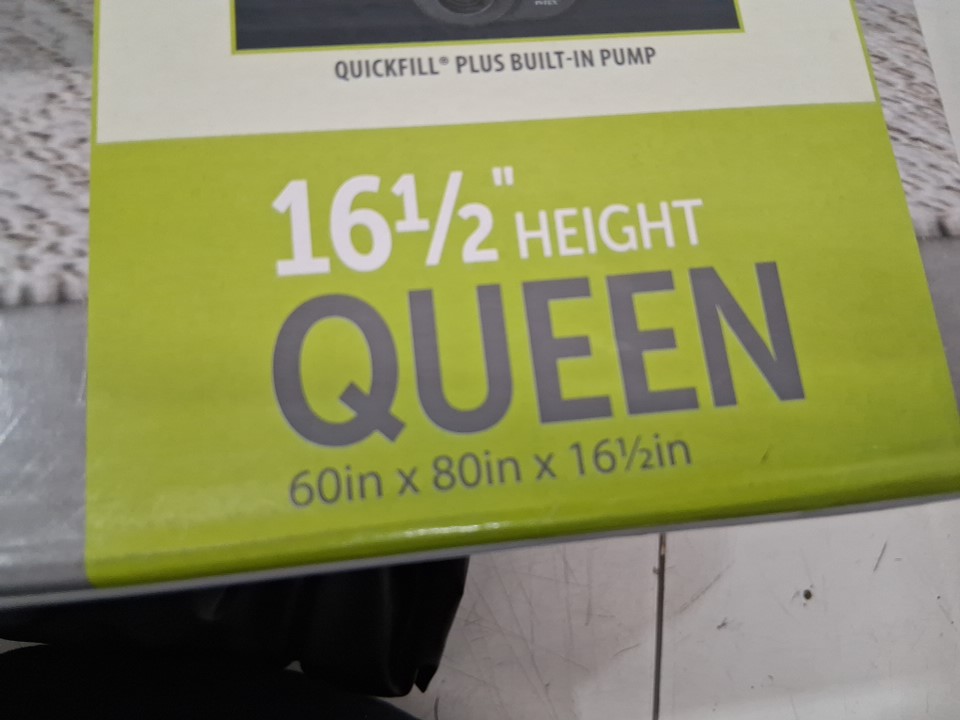 QUICKFILL® PLUS BUILT-IN PUMP
16½" HEIGHT
QUEEN
60in x 80in x 16½in